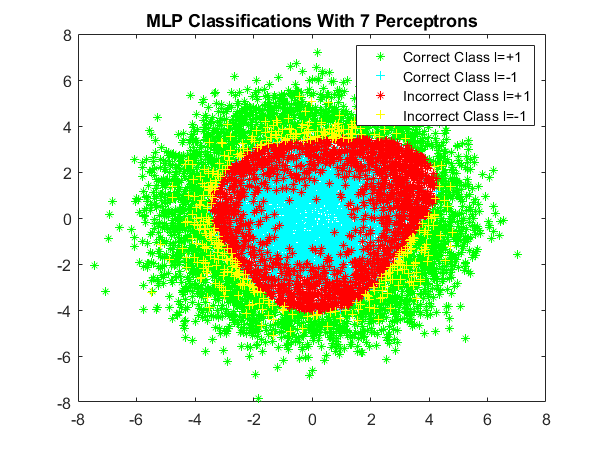 MLP Classifications With 7 Perceptrons
8
6
4
2
0
-2
-4
-6
-8
-8 -6 -4 -2 0 2 4 6 8
Correct Class l=+1
Correct Class l=-1
Incorrect Class l=+1
Incorrect Class l=-1